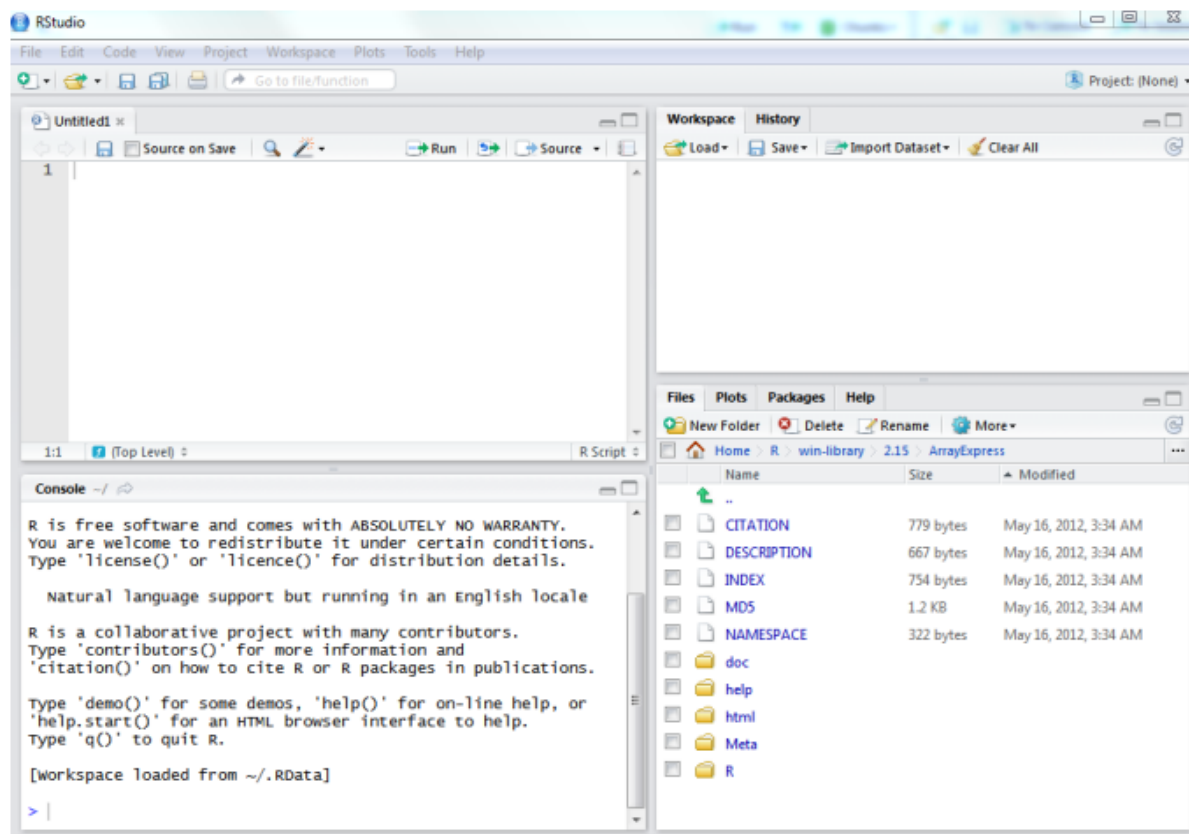 RStudio
File Edit Code View Project Workspace Plots Tools Help
Go to file/function
Project: (None)
Untitled1
Source on Save
Run
Source
1
1:1
(Top Level)
R Script
Console ~/
R is free software and comes with ABSOLUTELY NO WARRANTY.
You are welcome to redistribute it under certain conditions.
Type 'license()' or 'licence()' for distribution details.
Natural language support but running in an English locale
R is a collaborative project with many contributors.
Type 'contributors()' for more information and
'citation()' on how to cite R or R packages in publications.
Type 'demo()' for some demos, 'help()' for on-line help, or
'help.start()' for an HTML browser interface to help.
Type 'q()' to quit R.
[Workspace loaded from ~/.RData]
>
Workspace History
Load Save Import Dataset Clear All
Files Plots Packages Help
New Folder Delete Rename More
Home R win-library 2.15 ArrayExpress ...
Name Size Modified
..
CITATION 779 bytes May 16, 2012, 3:34 AM
DESCRIPTION 667 bytes May 16, 2012, 3:34 AM
INDEX 754 bytes May 16, 2012, 3:34 AM
MD5 1.2 KB May 16, 2012, 3:34 AM
NAMESPACE 322 bytes May 16, 2012, 3:34 AM
doc
help
html
Meta
R